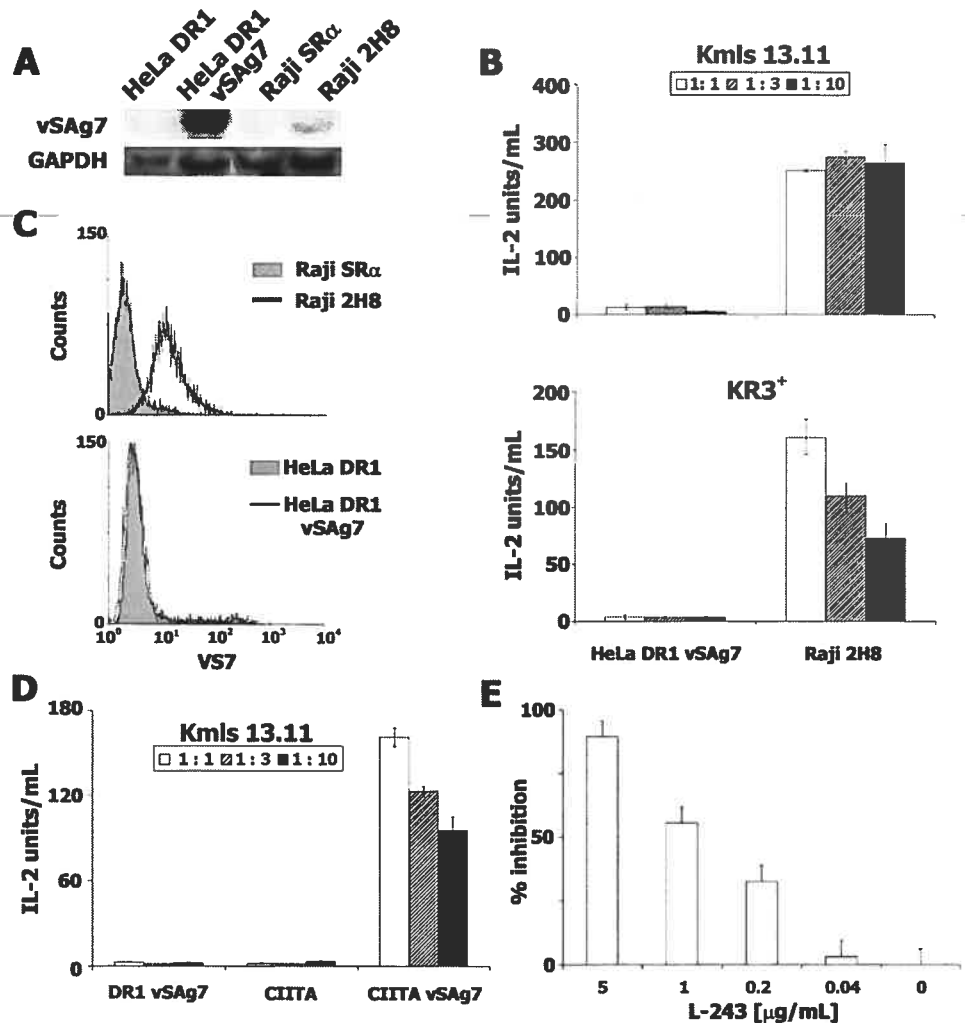 A
HeLa DR1
HeLa DR1
vSAg7
Raji SRα
Raji 2H8
vSAg7
GAPDH
B
Kmls 13.11
1:1 1:3 1:10
400
300
200
100
0
IL-2 units/mL
KR3+
200
150
100
50
0
IL-2 units/mL
HeLa DR1 vSAg7 Raji 2H8
C
150
0
Counts
Raji SRα
Raji 2H8
150
0
Counts
HeLa DR1
HeLa DR1
vSAg7
10⁰ 10¹ 10² 10³ 10⁴
VS7
D
Kmls 13.11
1:1 1:3 1:10
180
120
60
0
IL-2 units/mL
DR1 vSAg7 CIITA CIITA vSAg7
E
100
50
0
% inhibition
5 1 0.2 0.04 0
L-243 [µg/mL]